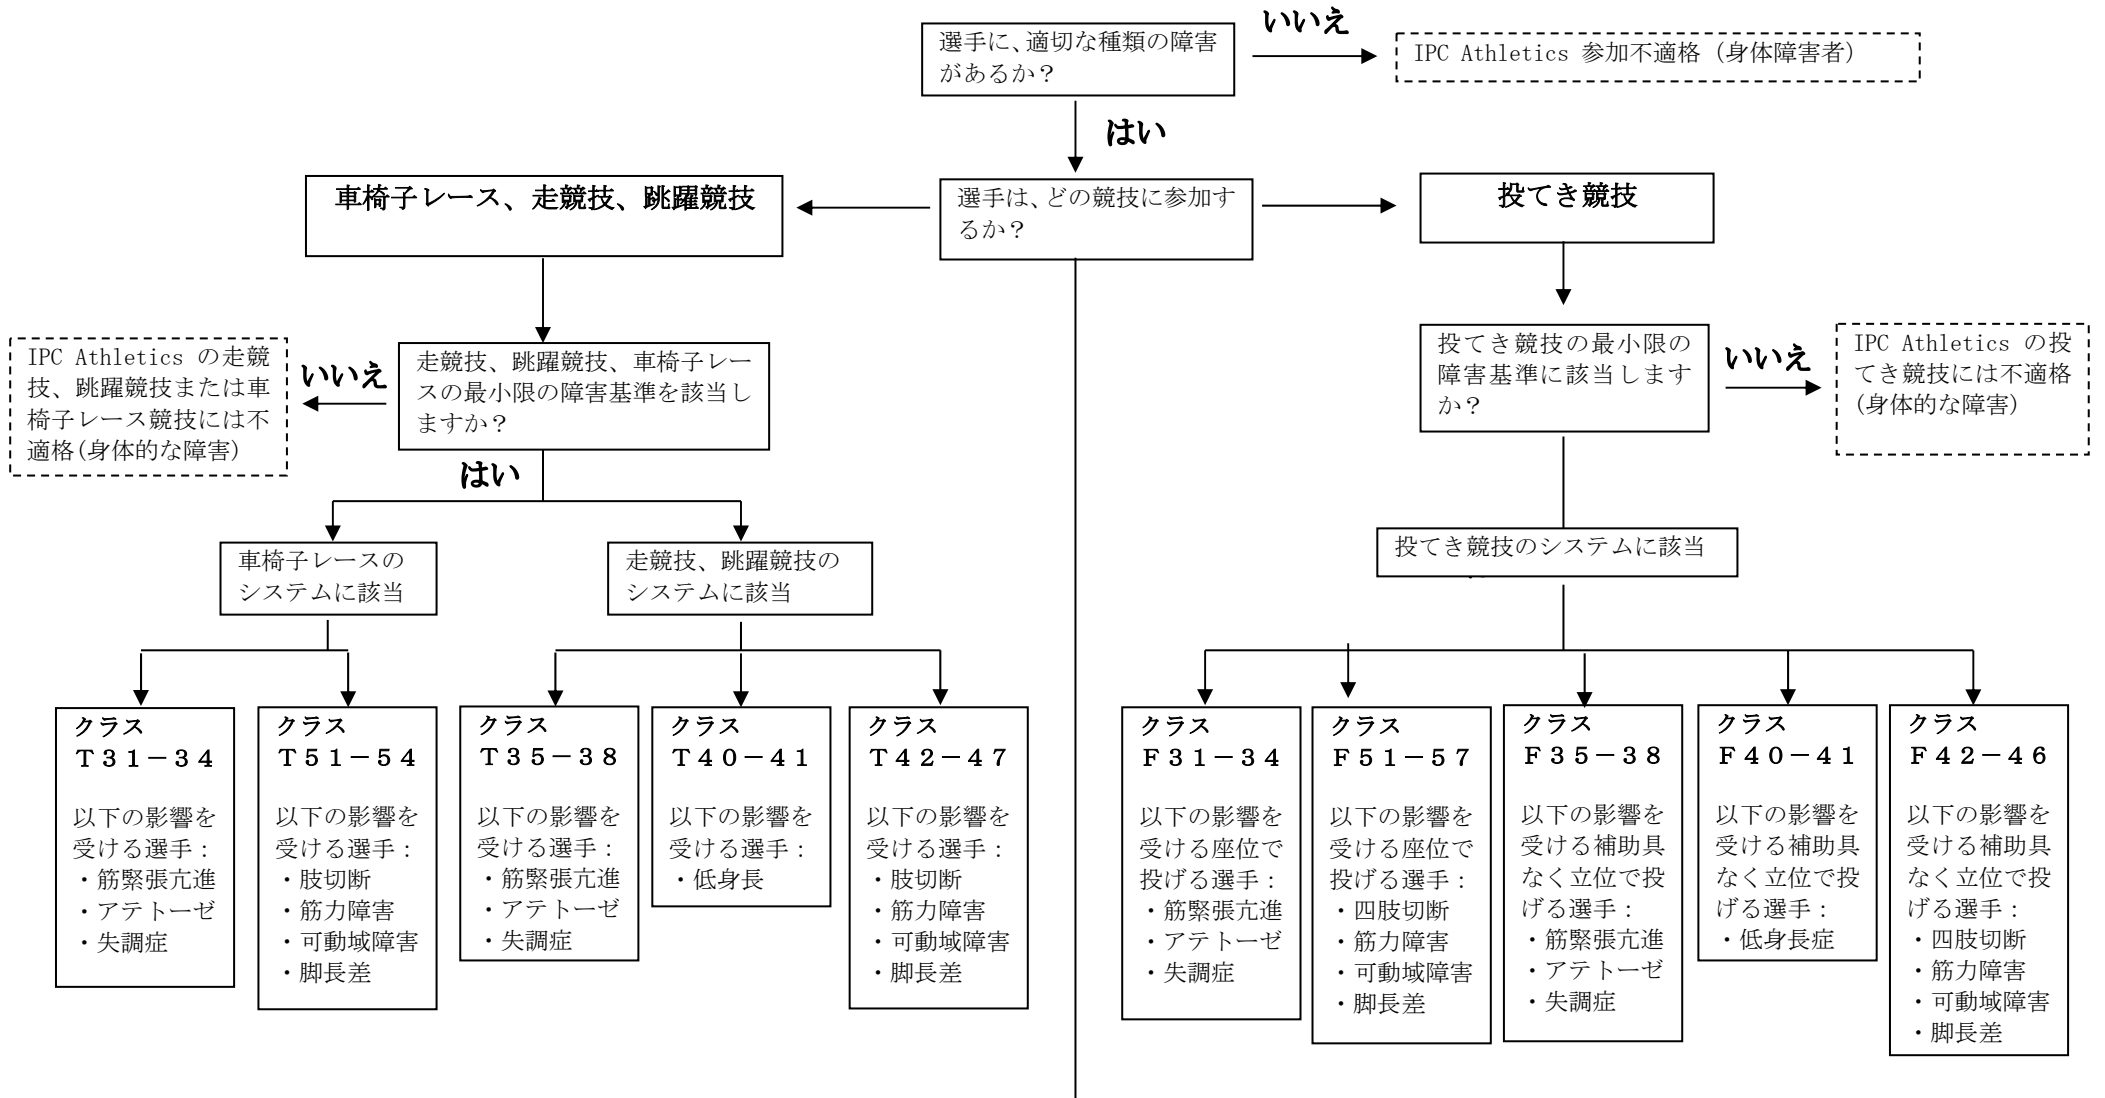 選手に、適切な種類の障害
があるか？
いいえ
IPC Athletics 参加不適格（身体障害者）
はい
選手は、どの競技に参加す
るか？
車椅子レース、走競技、跳躍競技
走競技、跳躍競技、車椅子レー
スの最小限の障害基準を該当し
ますか？
いいえ
IPC Athletics の走競
技、跳躍競技または車
椅子レース競技には不
適格(身体的な障害)
はい
車椅子レースの
システムに該当
走競技、跳躍競技の
システムに該当
クラス
Ｔ３１－３４
以下の影響を
受ける選手：
・筋緊張亢進
・アテトーゼ
・失調症
クラス
Ｔ５１－５４
以下の影響を
受ける選手：
・肢切断
・筋力障害
・可動域障害
・脚長差
クラス
Ｔ３５－３８
以下の影響を
受ける選手：
・筋緊張亢進
・アテトーゼ
・失調症
クラス
Ｔ４０－４１
以下の影響を
受ける選手：
・低身長
クラス
Ｔ４２－４７
以下の影響を
受ける選手：
・肢切断
・筋力障害
・可動域障害
・脚長差
投てき競技
投てき競技の最小限の
障害基準に該当します
か？
いいえ
IPC Athletics の投
てき競技には不適格
(身体的な障害)
投てき競技のシステムに該当
クラス
Ｆ３１－３４
以下の影響を
受ける座位で
投げる選手：
・筋緊張亢進
・アテトーゼ
・失調症
クラス
Ｆ５１－５７
以下の影響を
受ける座位で
投げる選手：
・四肢切断
・筋力障害
・可動域障害
・脚長差
クラス
Ｆ３５－３８
以下の影響を
受ける補助具
なく立位で投
げる選手：
・筋緊張亢進
・アテトーゼ
・失調症
クラス
Ｆ４０－４１
以下の影響を
受ける補助具
なく立位で投
げる選手：
・低身長症
クラス
Ｆ４２－４６
以下の影響を
受ける補助具
なく立位で投
げる選手：
・四肢切断
・筋力障害
・可動域障害
・脚長差